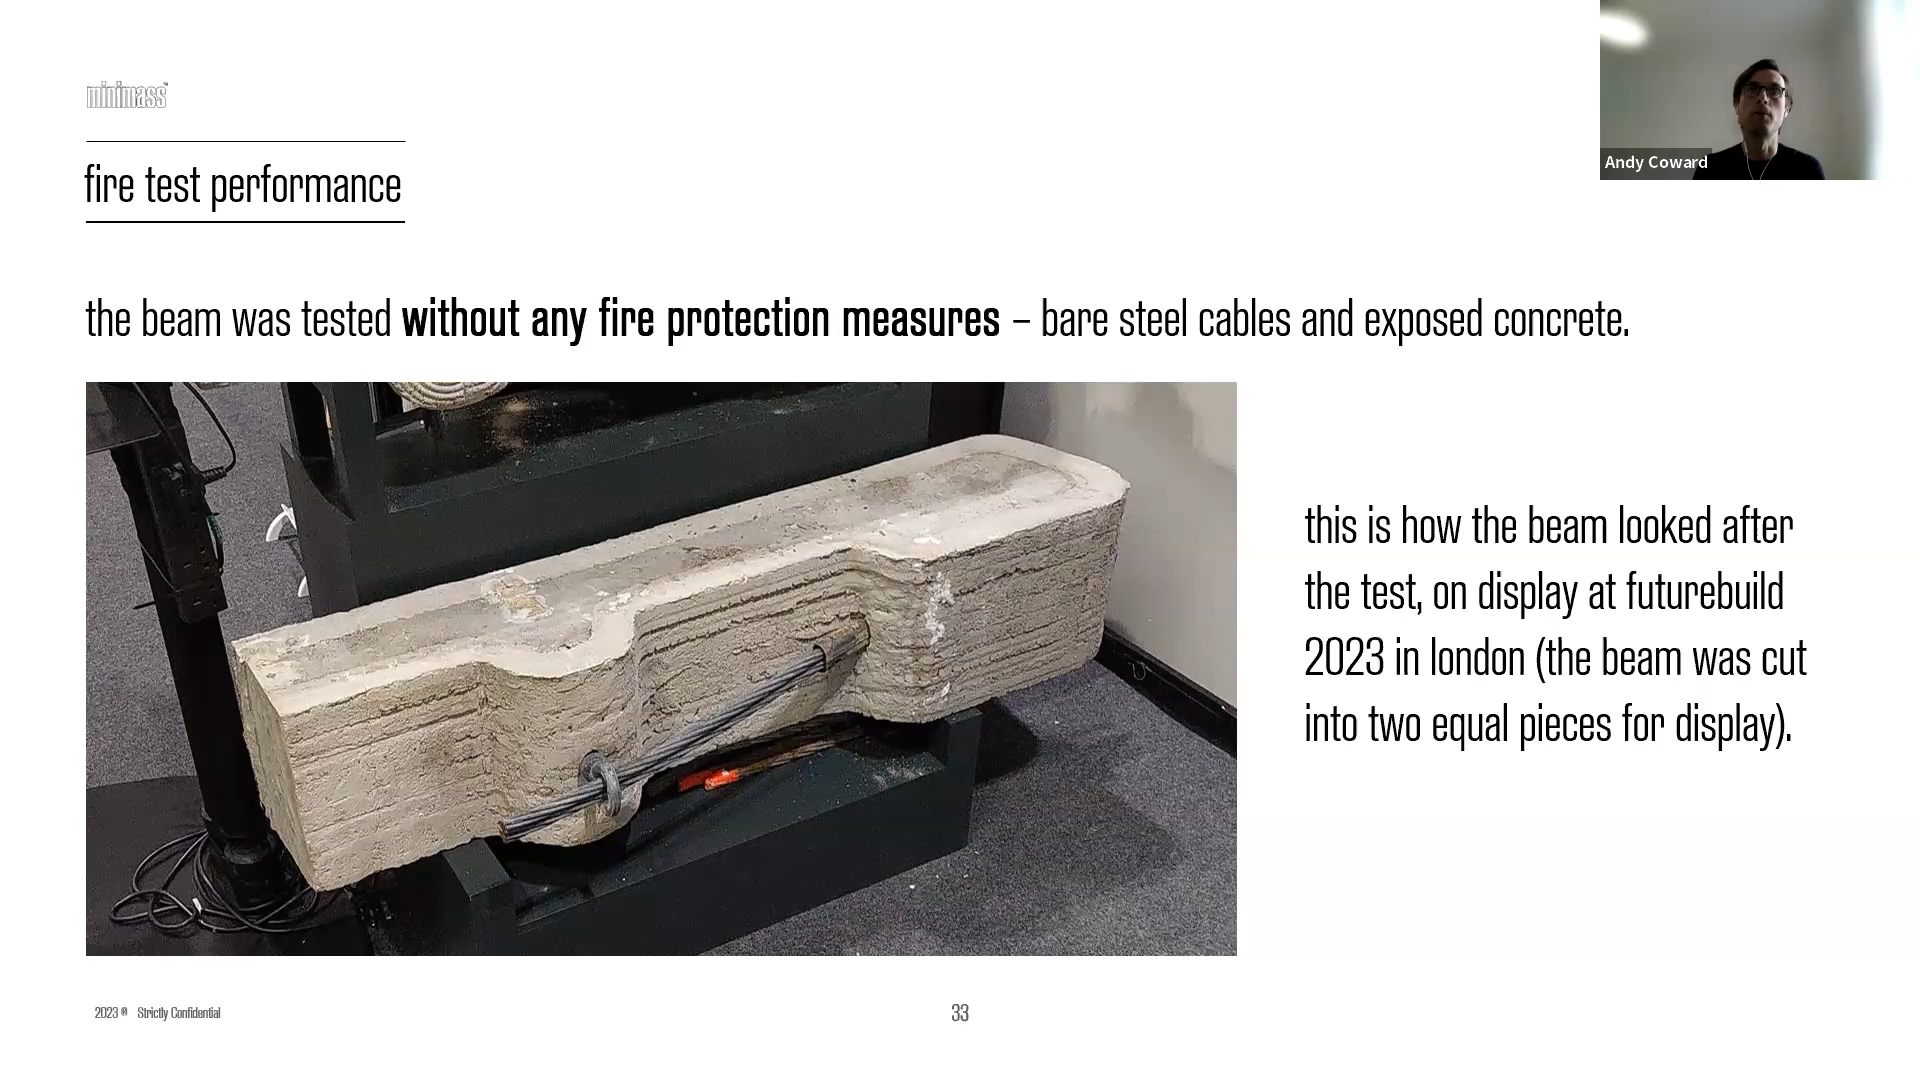 minimass™
Andy Coward
fire test performance
the beam was tested without any fire protection measures – bare steel cables and exposed concrete.
this is how the beam looked after
the test, on display at futurebuild
2023 in london (the beam was cut
into two equal pieces for display).
2023 © Strictly Confidential
33